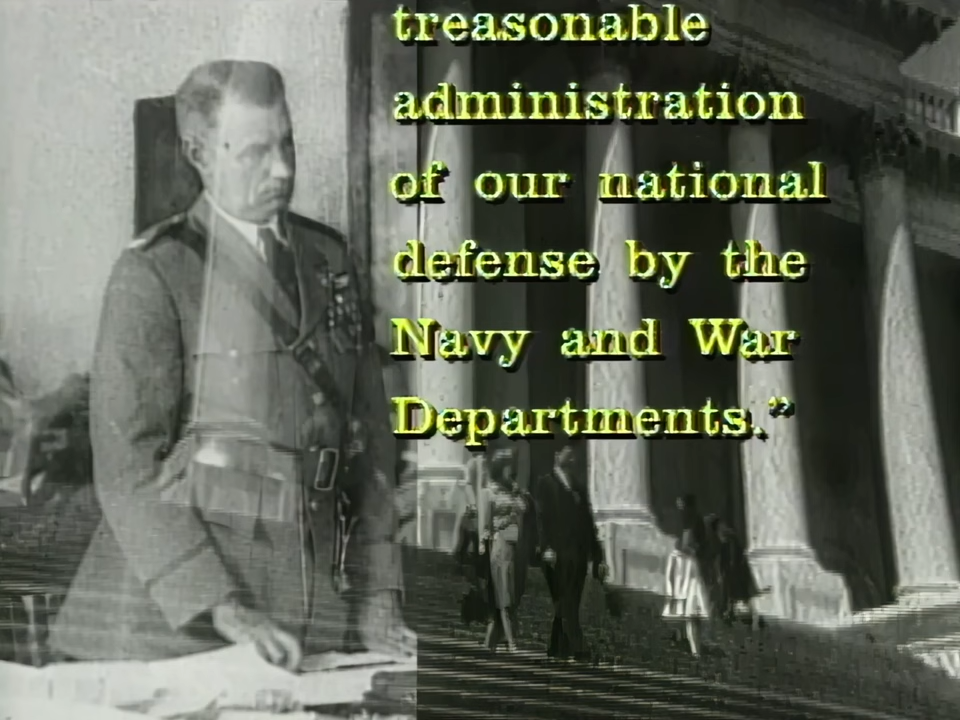 treasonable
administration
of our national
defense by the
Navy and War
Departments.”